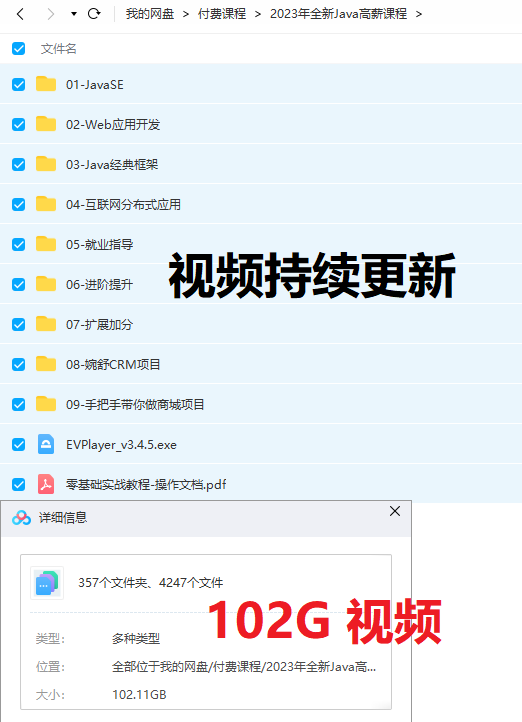 我的网盘 > 付费课程 > 2023年全新Java高薪课程 >
文件名
01-JavaSE
02-Web应用开发
03-Java经典框架
04-互联网分布式应用
05-就业指导
视频持续更新
06-进阶提升
07-扩展加分
08-婉舒CRM项目
09-手把手带你做商城项目
EVPlayer_v3.4.5.exe
零基础实战教程-操作文档.pdf
详细信息
357个文件夹、4247个文件
102G 视频
类型： 多种类型
位置： 全部位于我的网盘/付费课程/2023年全新Java高...
大小： 102.11GB